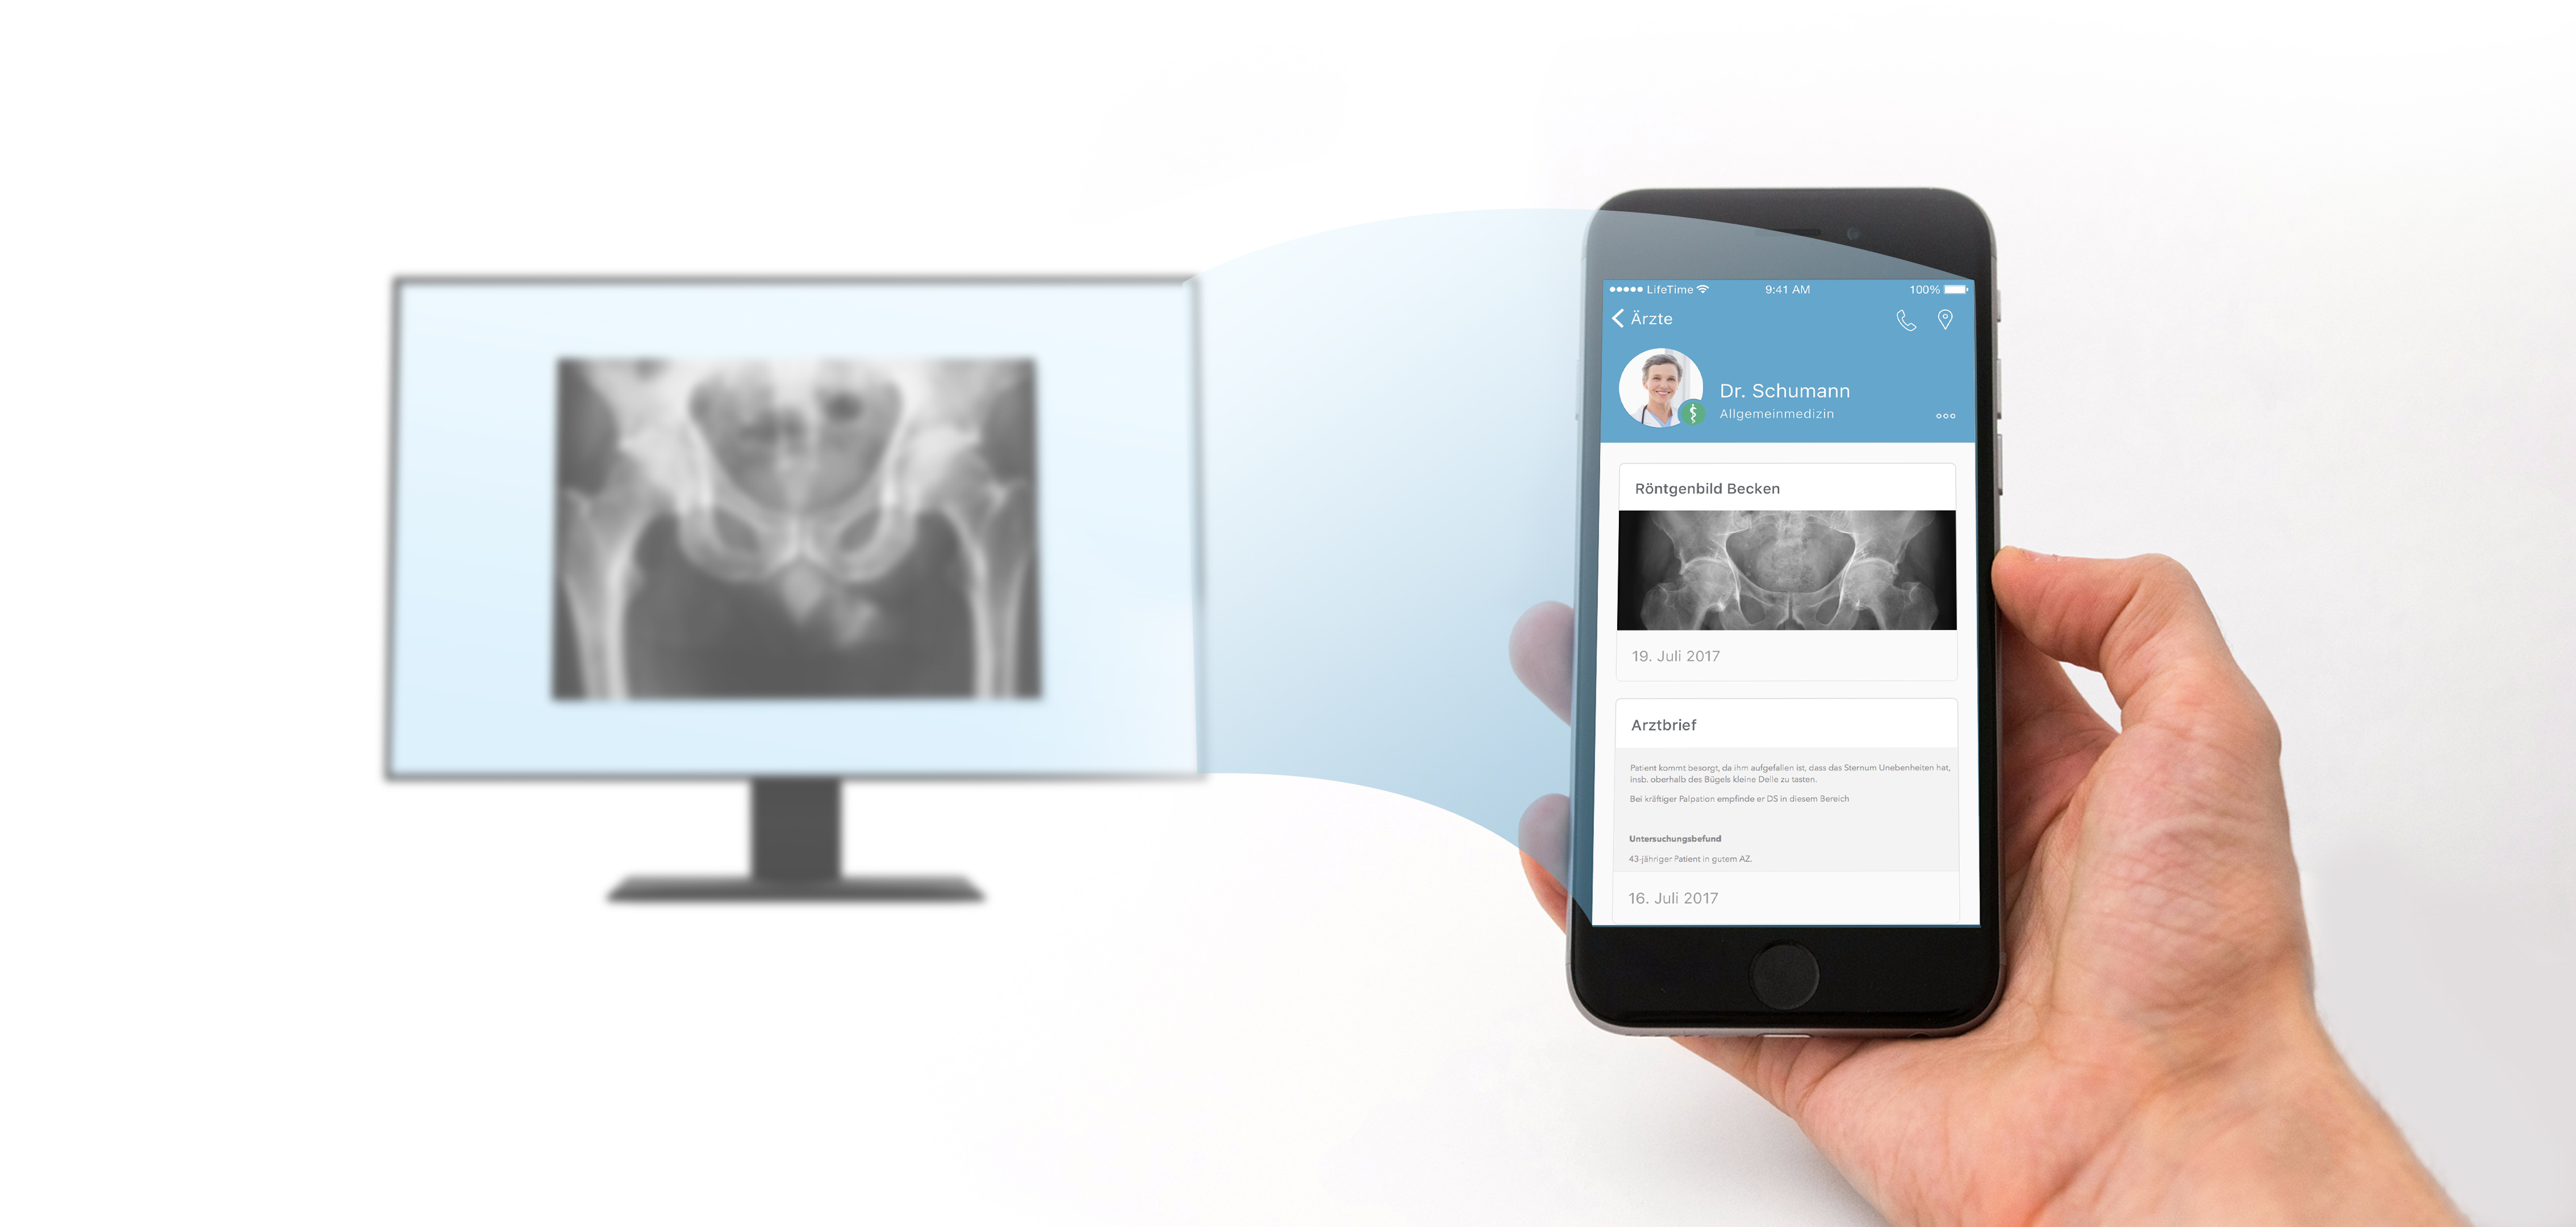 LifeTime 9:41 AM 100%
Ärzte
Dr. Schumann
Allgemeinmedizin
Röntgenbild Becken
19. Juli 2017
Arztbrief
Patient kommt besorgt, da ihm aufgefallen ist, dass das Sternum Unebenheiten hat,
insb. oberhalb des Bügels kleine Delle zu tasten.
Bei kräftiger Palpation empfinde er DS in diesem Bereich
Untersuchungsbefund
43-jähriger Patient in gutem AZ.
16. Juli 2017